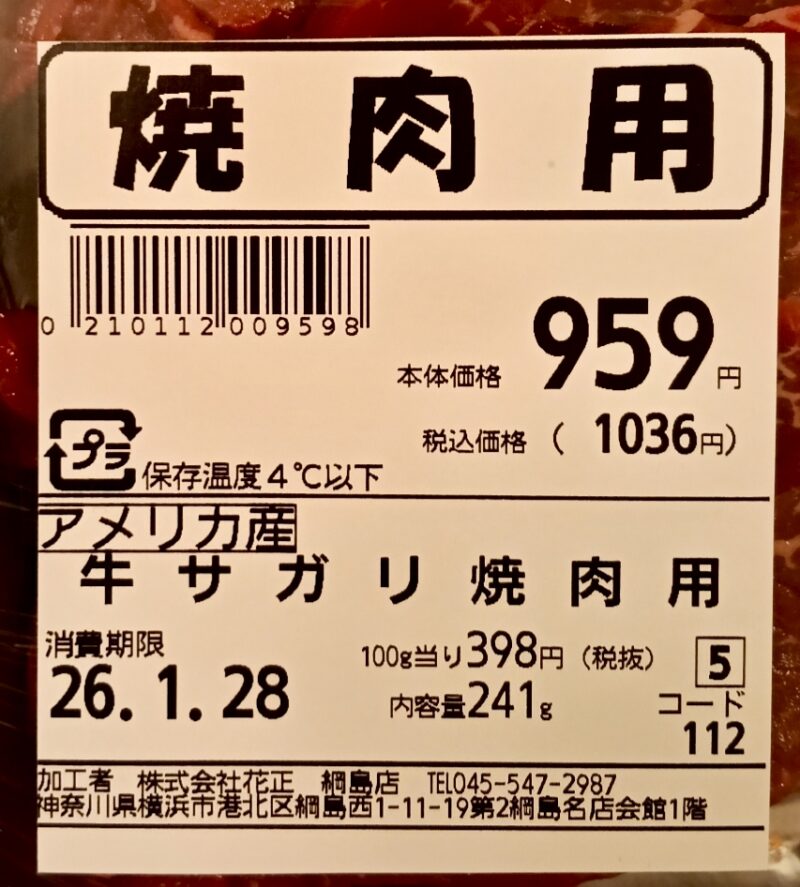 焼肉用
0 210112 009598
本体価格 959円
税込価格 ( 1036円)
プラ 保存温度4℃以下
アメリカ産
牛サガリ焼肉用
消費期限
26.1.28
100g当り398円 (税抜) 5
内容量241g
コード
112
加工者 株式会社花正 綱島店 TEL045-547-2987
神奈川県横浜市港北区綱島西1-11-19第2綱島名店会館1階